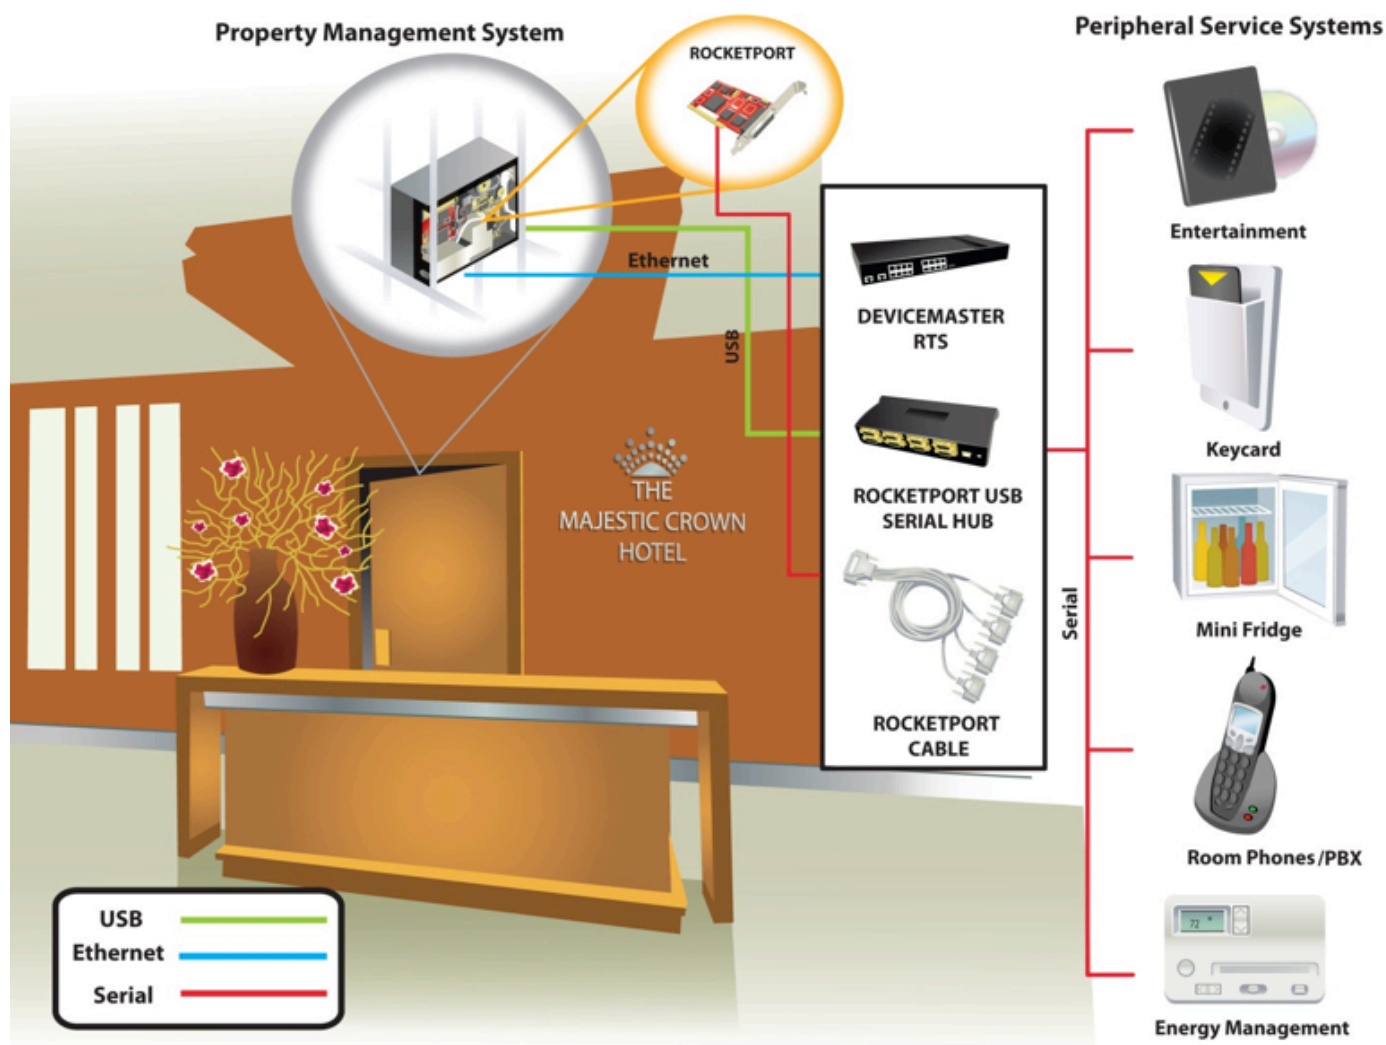 Property Management System
ROCKETPORT
Peripheral Service Systems
Ethernet
USB
DEVICEMASTER
RTS
ROCKETPORT USB
SERIAL HUB
ROCKETPORT
CABLE
Serial
Entertainment
Keycard
Mini Fridge
Room Phones/PBX
72 °
Energy Management
THE
MAJESTIC CROWN
HOTEL
USB
Ethernet
Serial